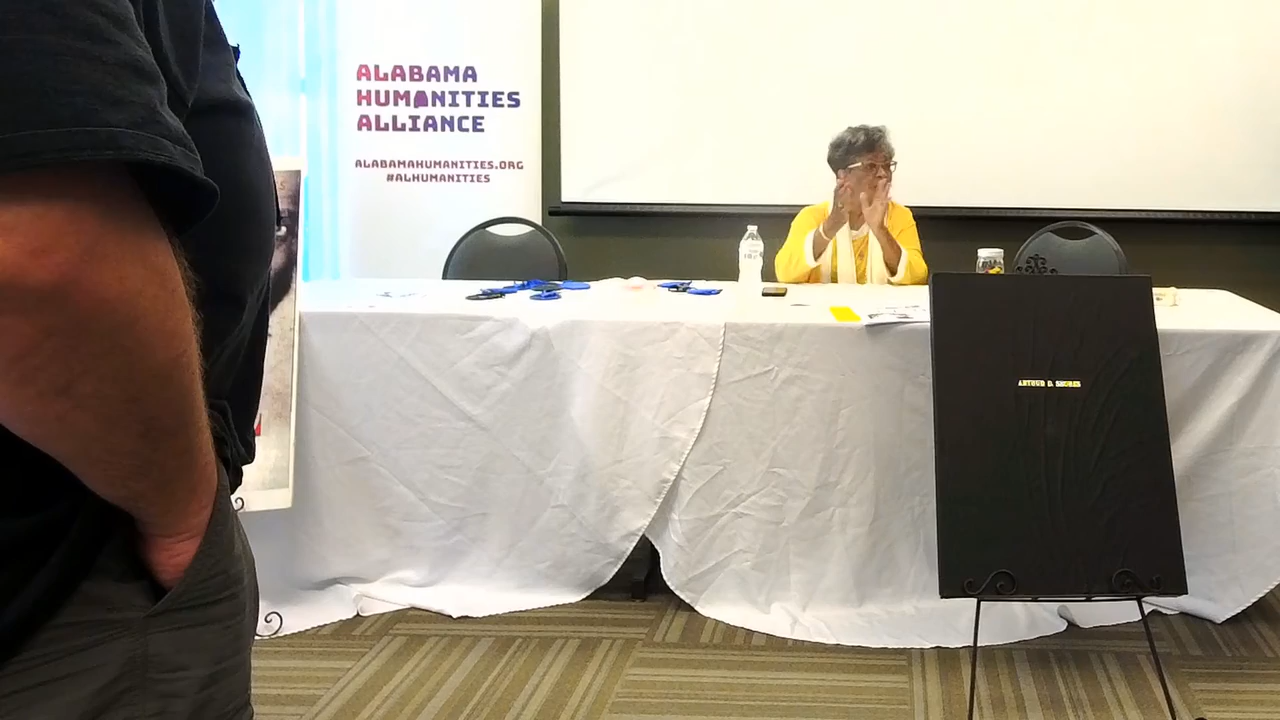 ALABAMA
HUMANITIES
ALLIANCE
ALABAMAHUMANITIES.ORG
#ALHUMANITIES
ARTHUR D. SHORES